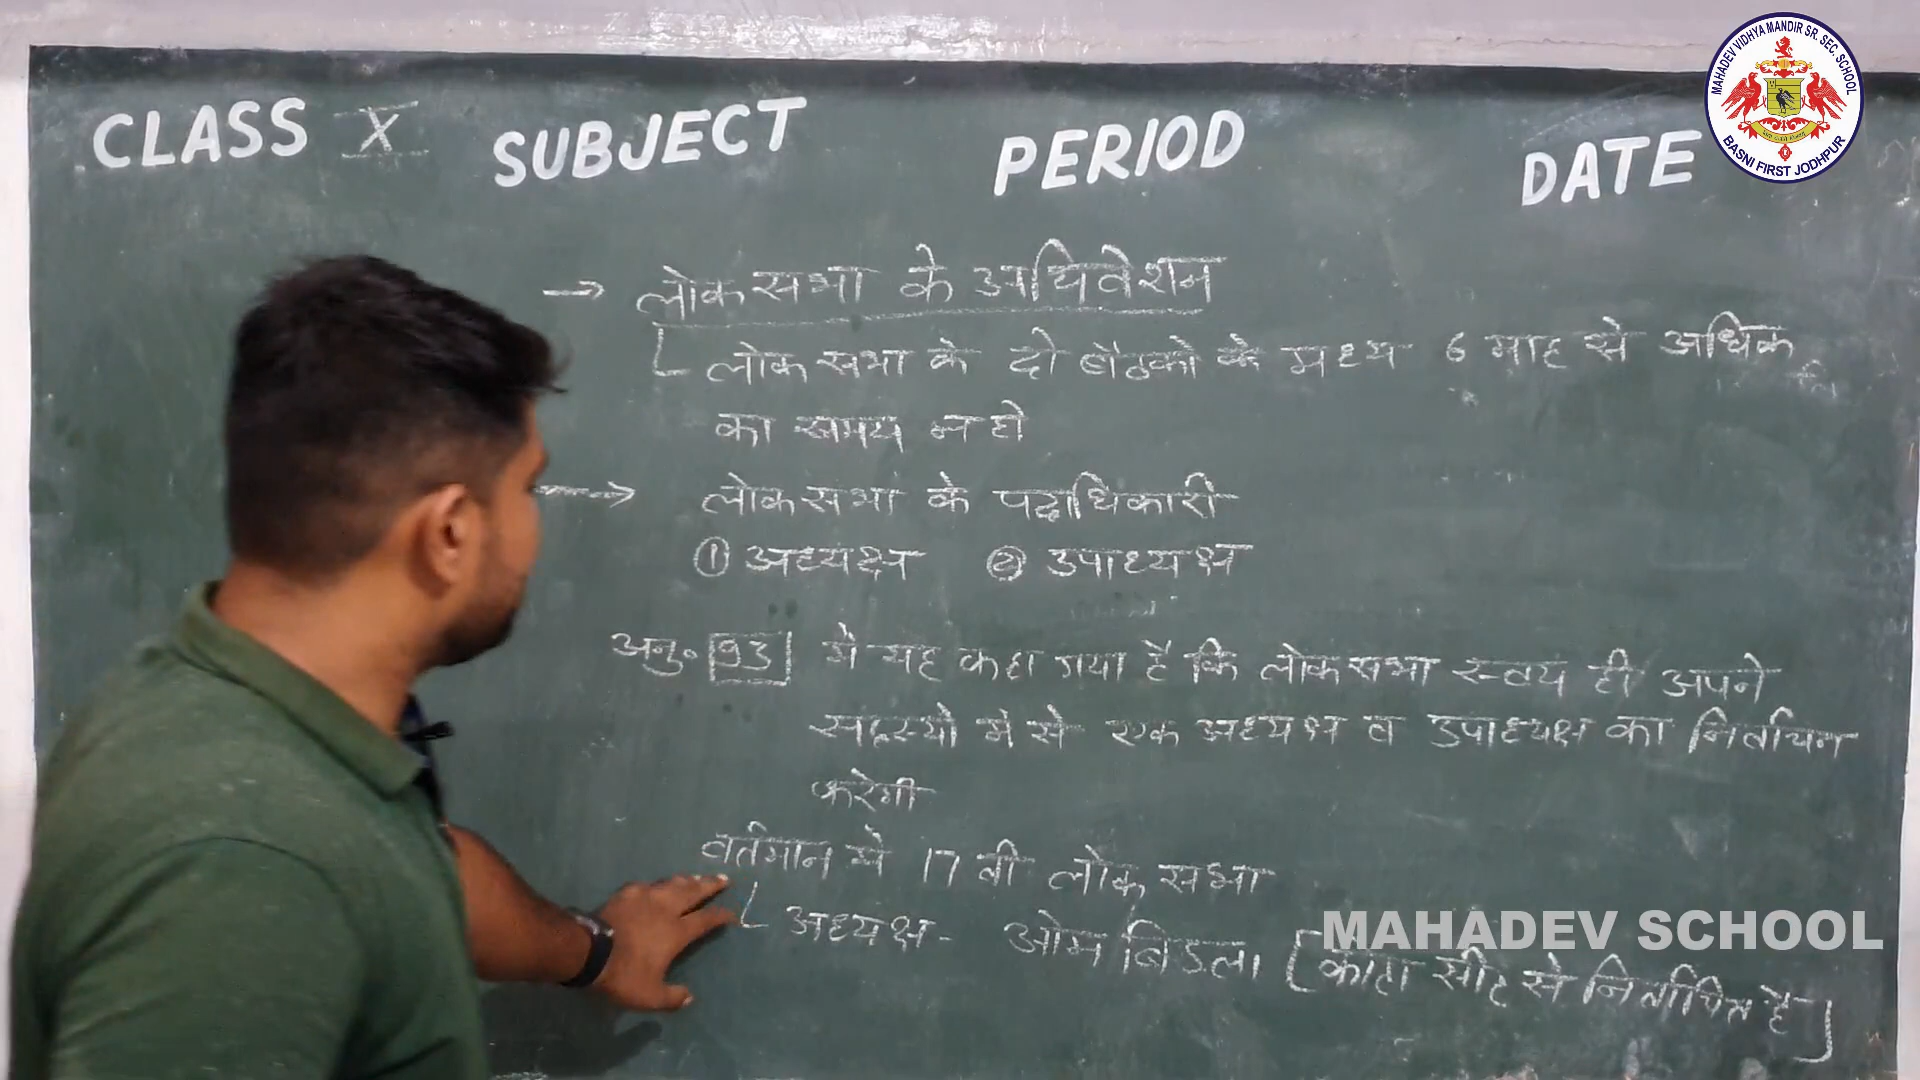 MAHADEV VIDHYA MANDIR SR. SEC. SCHOOL
BASNI FIRST JODHPUR
CLASS X SUBJECT PERIOD DATE
→ लोकसभा के अधिवेशन
लोकसभा के दो बैठको के मध्य 6 माह से अधिक
का समय न हो
→ लोकसभा के पदाधिकारी
① अध्यक्ष ② उपाध्यक्ष
अनु० 93 में यह कहा गया है कि लोकसभा स्वयं ही अपने
सदस्यो मे से एक अध्यक्ष व उपाध्यक्ष का निर्वाचन
करेगी
वर्तमान मे 17 वी लोकसभा
अध्यक्ष - ओम बिडला [कोटा सीट से निर्वाचित है]
MAHADEV SCHOOL